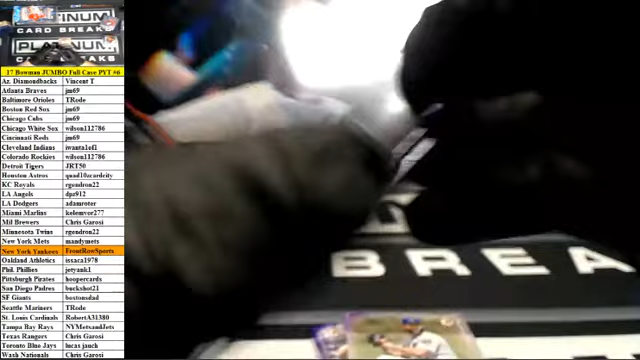 PLATINUM
CARD BREAKS
PLATINUM
CARD BREAKS
17 Bowman JUMBO Full Case PYT #6
Az. Diamondbacks Vincent T
Atlanta Braves jm69
Baltimore Orioles TRode
Boston Red Sox jm69
Chicago Cubs jm69
Chicago White Sox wilson112786
Cincinnati Reds jm69
Cleveland Indians iwanta1of1
Colorado Rockies wilson112786
Detroit Tigers JRT50
Houston Astros quad10zcardcity
KC Royals rgendron22
LA Angels dpz912
LA Dodgers adamroter
Miami Marlins kelemvor277
Mil Brewers Chris Garosi
Minnesota Twins rgendron22
New York Mets mandymets
New York Yankees FrontRowSports
Oakland Athletics issaca1978
Phil. Phillies jetyank1
Pittsburgh Pirates hoopercards
San Diego Padres buckshot21
SF Giants bostonsdad
Seattle Mariners TRode
St. Louis Cardinals RobertA31380
Tampa Bay Rays NYMetsandJets
Texas Rangers Chris Garosi
Toronto Blue Jays lucas jauch
Wash Nationals Chris Garosi
BREA